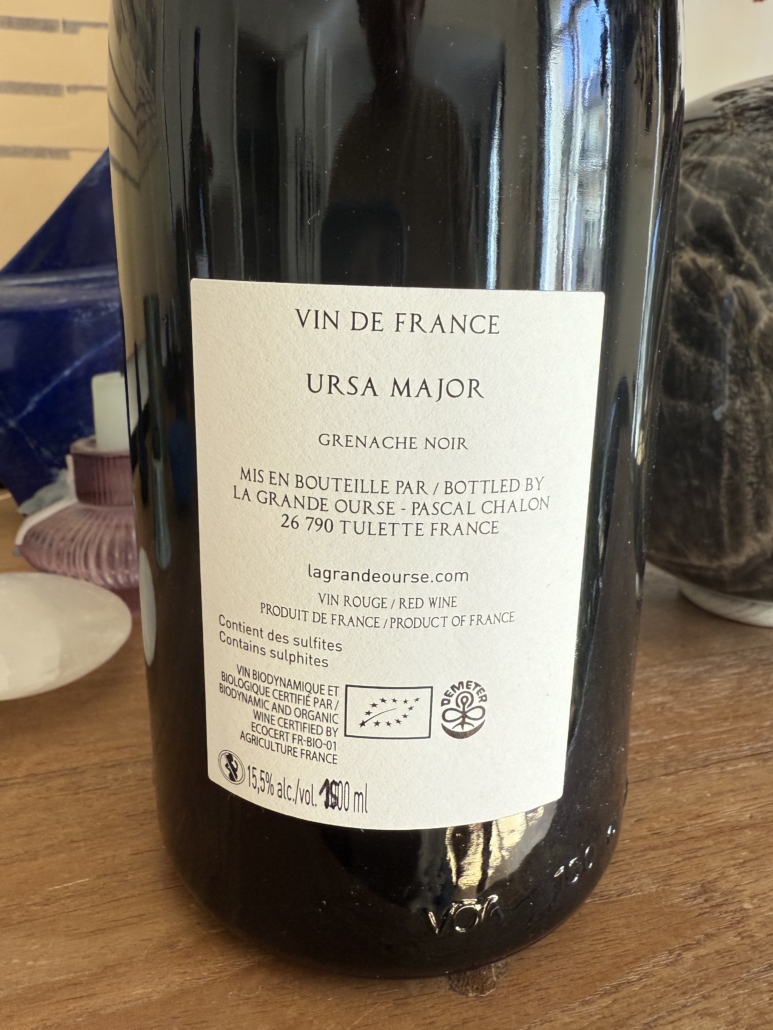 VIN DE FRANCE
URSA MAJOR
GRENACHE NOIR
MIS EN BOUTEILLE PAR / BOTTLED BY
LA GRANDE OURSE - PASCAL CHALON
26 790 TULETTE FRANCE
lagrandeourse.com
VIN ROUGE / RED WINE
PRODUIT DE FRANCE / PRODUCT OF FRANCE
Contient des sulfites
Contains sulphites
VIN BIODYNAMIQUE ET
BIOLOGIQUE CERTIFIÉ PAR /
BIODYNAMIC AND ORGANIC
WINE CERTIFIED BY
ECOCERT FR-BIO-01
AGRICULTURE FRANCE
DEMETER
15,5% alc./vol. ml